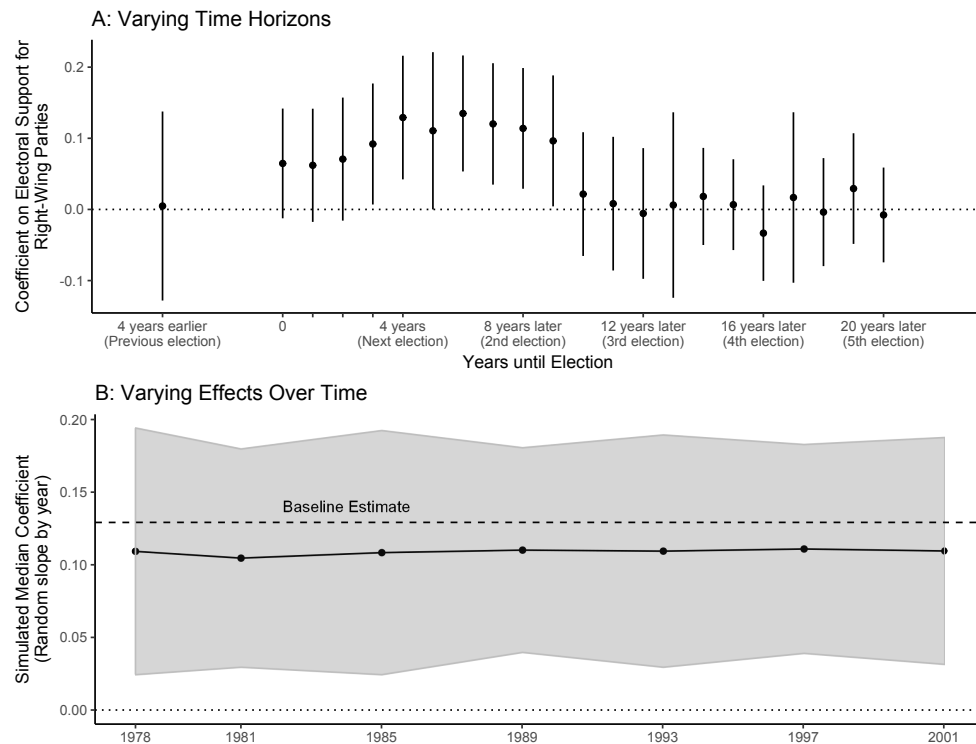 A: Varying Time Horizons
Coefficient on Electoral Support for
Right-Wing Parties
0.2
0.1
0.0
-0.1
4 years earlier
(Previous election)
0
4 years
(Next election)
8 years later
(2nd election)
12 years later
(3rd election)
16 years later
(4th election)
20 years later
(5th election)
Years until Election
B: Varying Effects Over Time
Simulated Median Coefficient
(Random slope by year)
0.20
0.15
0.10
0.05
0.00
Baseline Estimate
1978
1981
1985
1989
1993
1997
2001